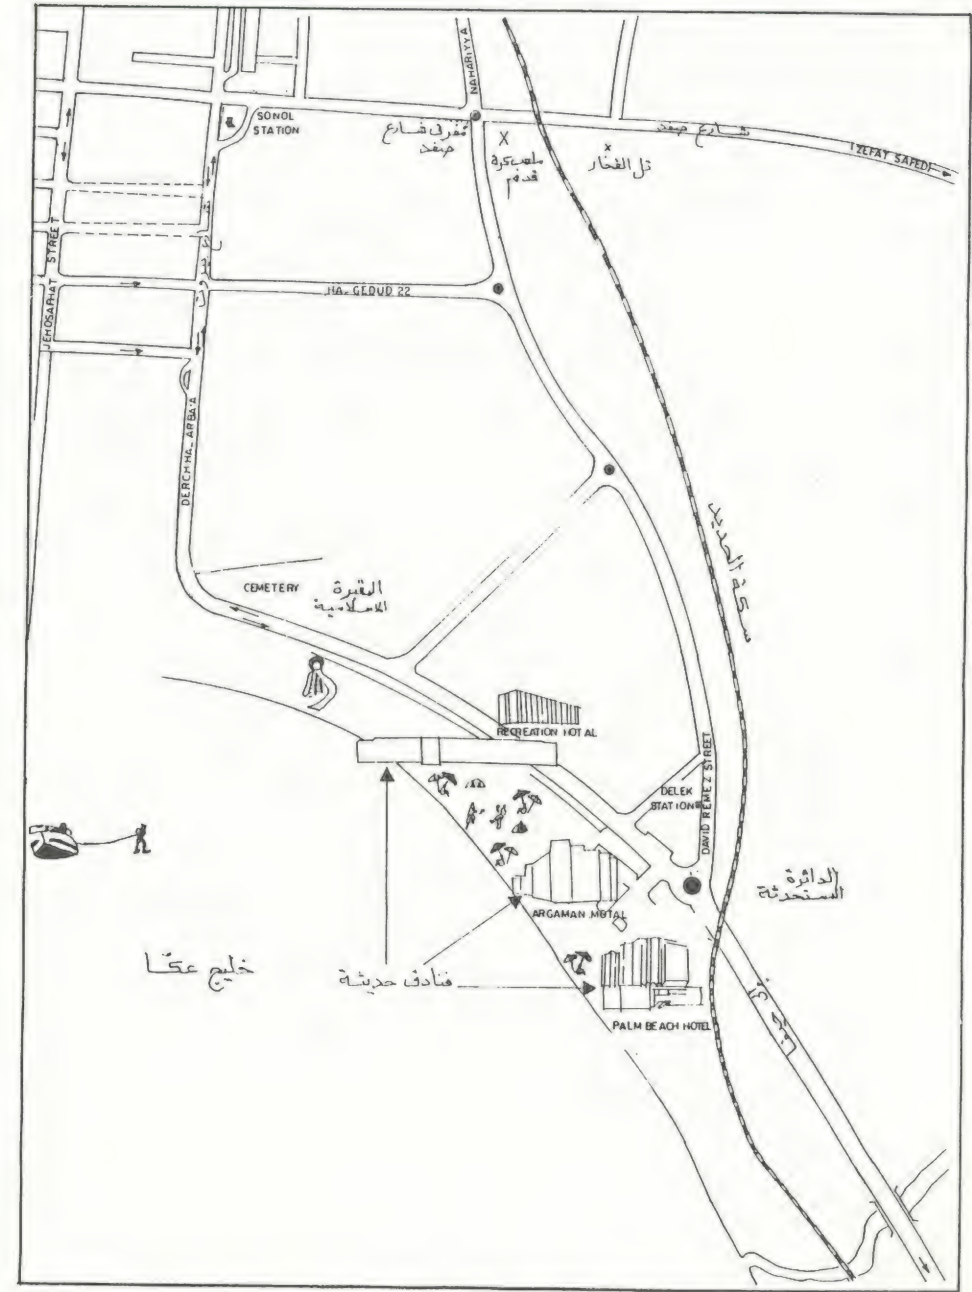 NAHARIYYA
SONOL
STATION
مفرق شارع
صفد
ملعب كرة
قدم
تل الفخار
شارع صفد
(ZEFAT SAFED)
JEHOSAPHAT STREET
HA_ GEDUD 22
DERCH HA_ ARBA'A
سكة الحديد
CEMETERY
المقبرة
الاسلامية
RECREATION HOTAL
DELEK
STATION
DAVID REMEZ STREET
الدائرة
المستحدثة
ARGAMAN MOTAL
خليج عكا
فنادق حديثة
PALM BEACH HOTEL